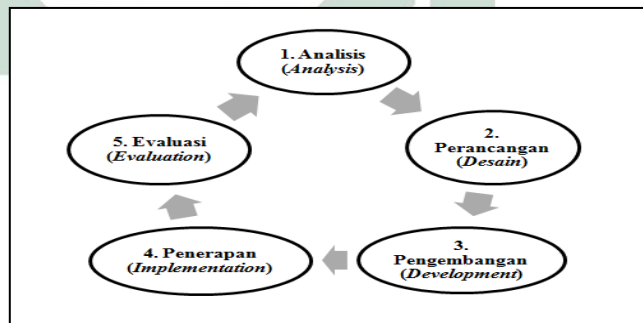 1. Analisis
(Analysis)
2.
Perancangan
(Desain)
3.
Pengembangan
(Development)
4. Penerapan
(Implementation)
5. Evaluasi
(Evaluation)